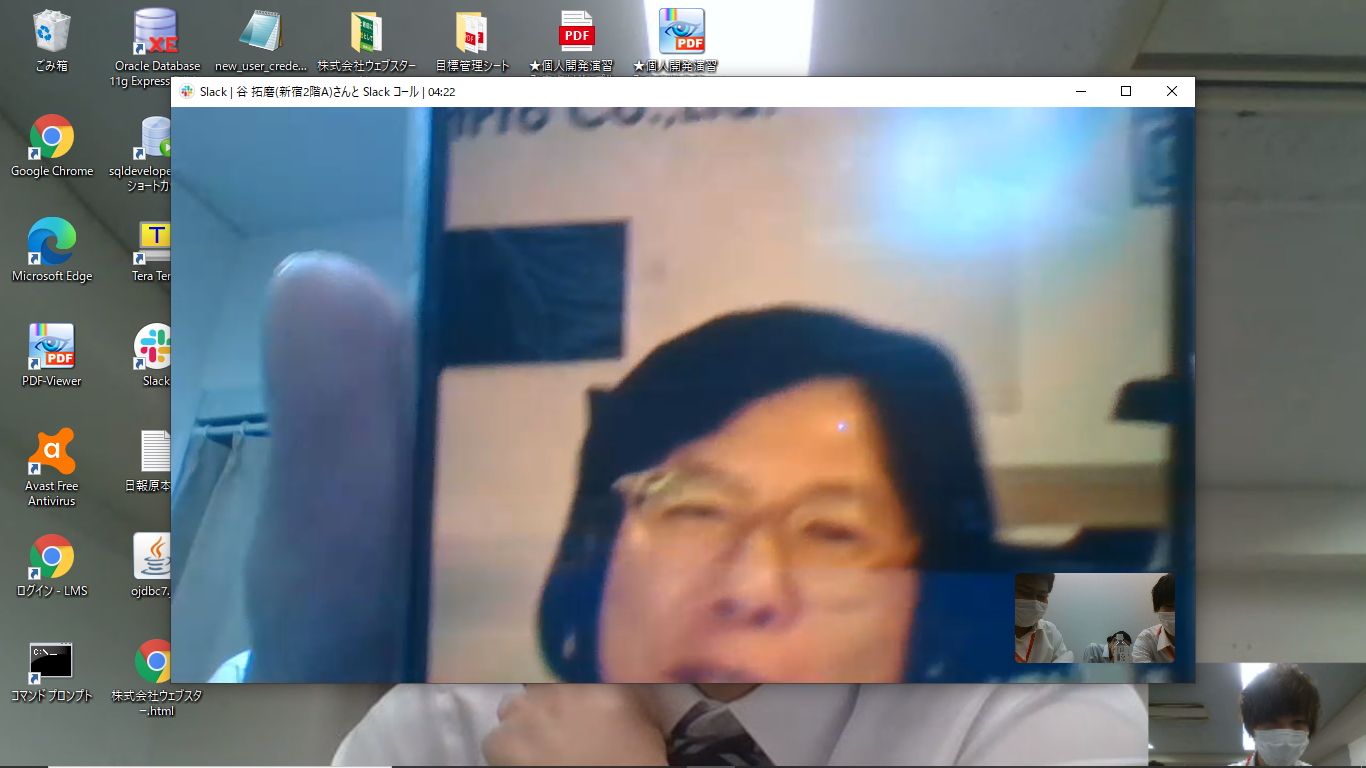 Slack | 谷 拓磨(新宿2階A)さんと Slack コール | 04:22
Co.,Ltd.
ごみ箱
Oracle Database
11g Express
new_user_crede...
株式会社ウェブスター
目標管理シート
PDF
★個人開発演習
PDF
★個人開発演習
Google Chrome
sqldevelope
ショートカ
Microsoft Edge
T
Tera Ter
PDF
PDF-Viewer
Slack
Avast Free
Antivirus
日報原本
ログイン - LMS
ojdbc7.
コマンド プロンプト
株式会社ウェブスタ
ー.html